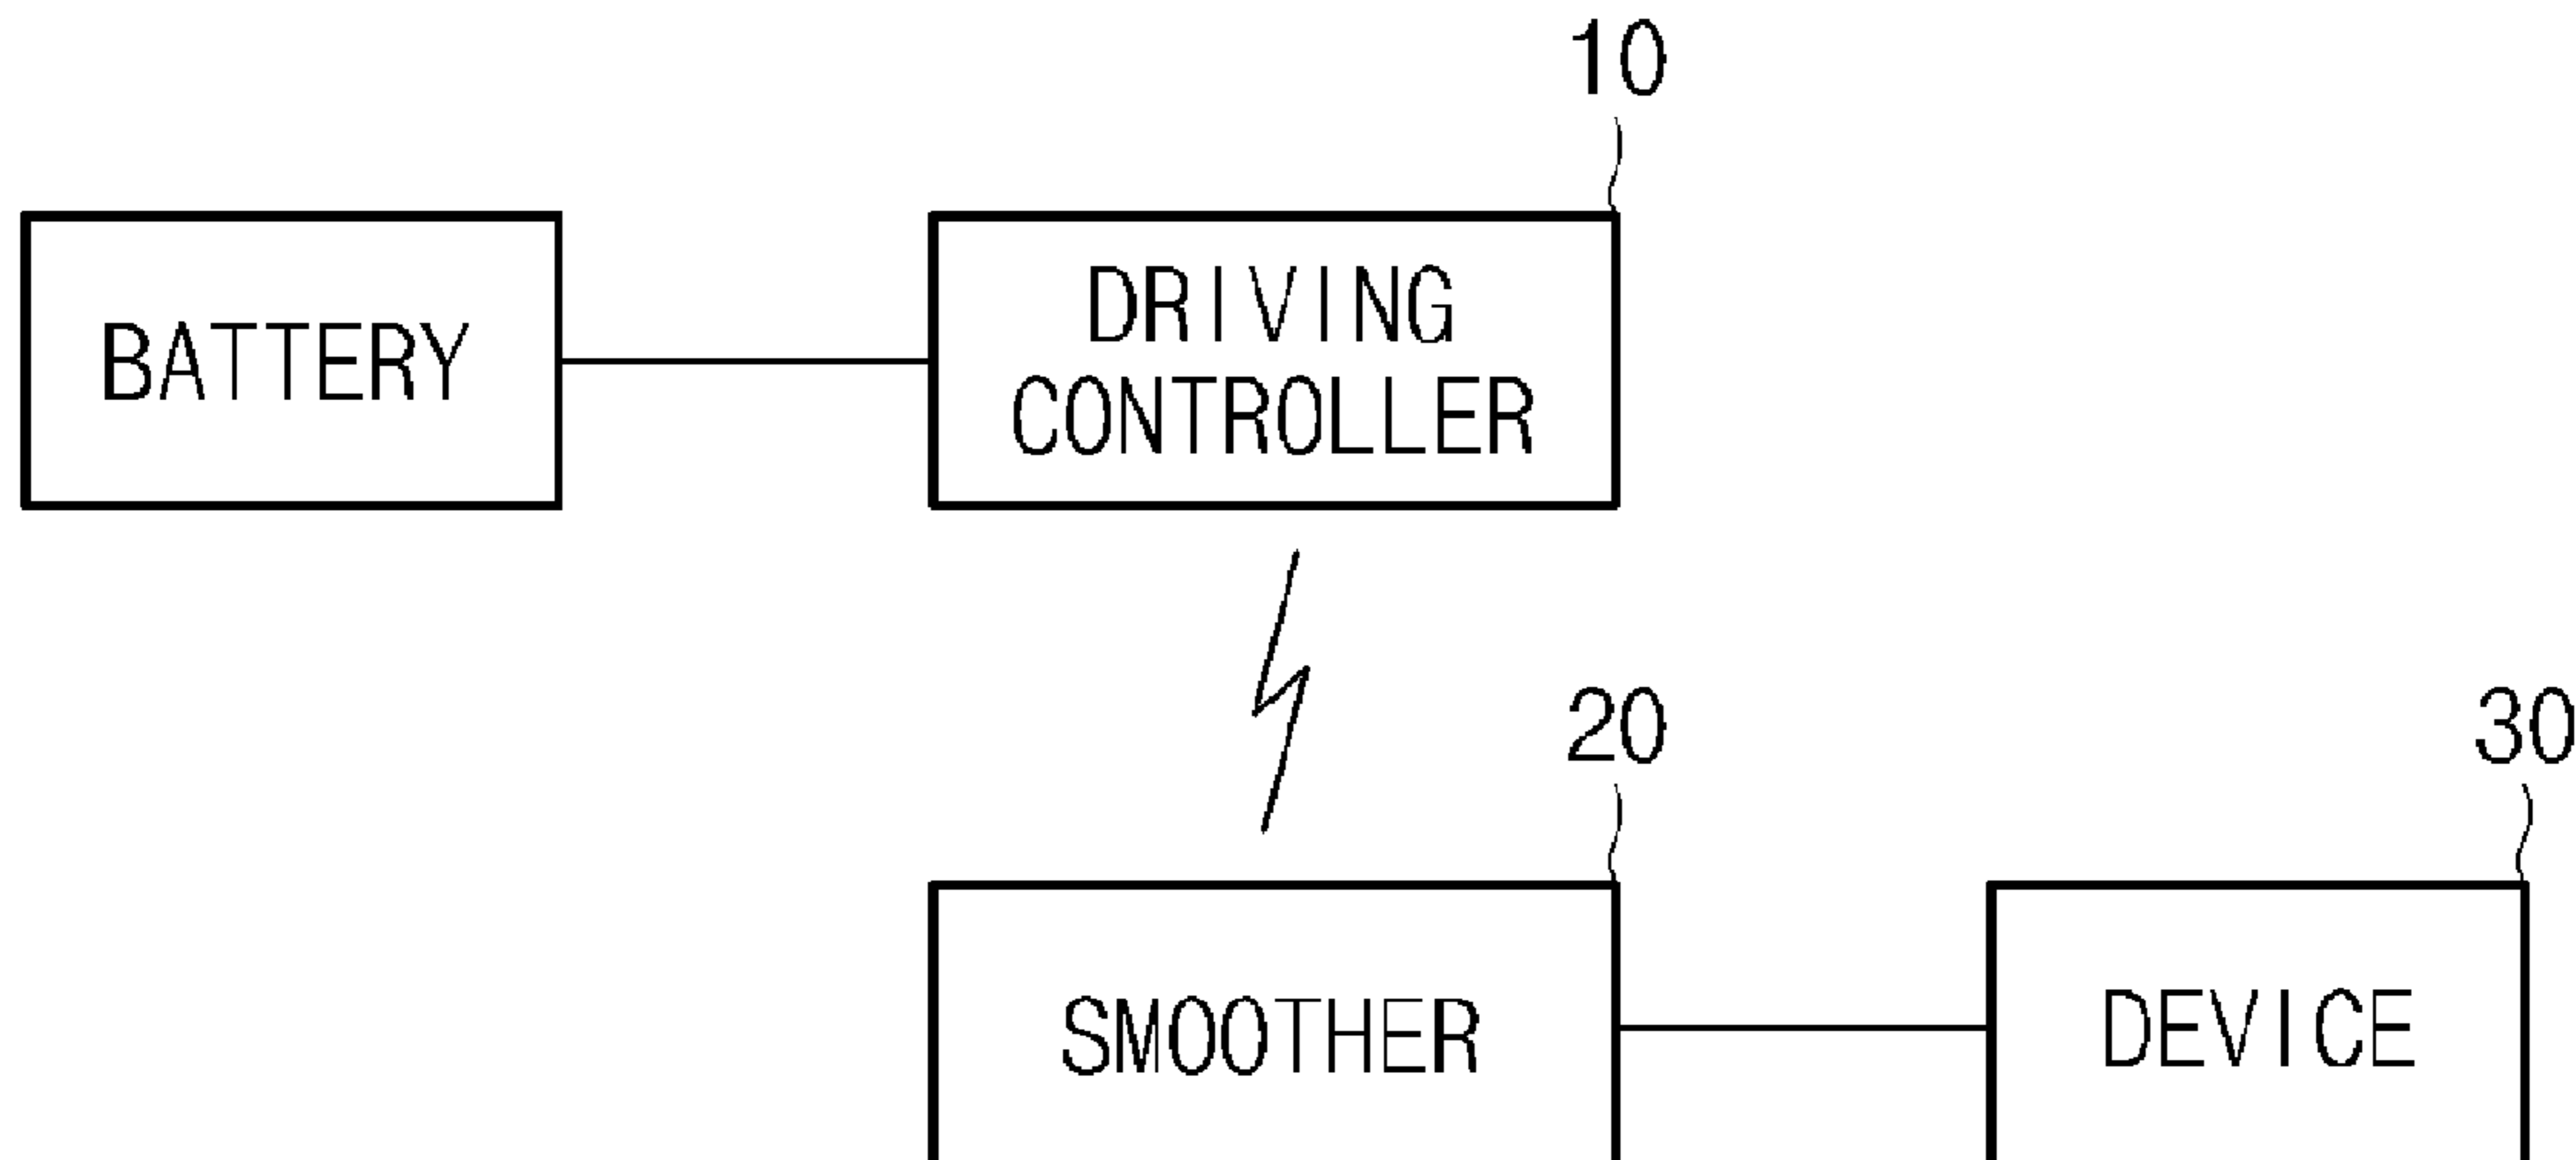 10
BATTERY
DRIVING
CONTROLLER
20
30
SMOOTHER
DEVICE